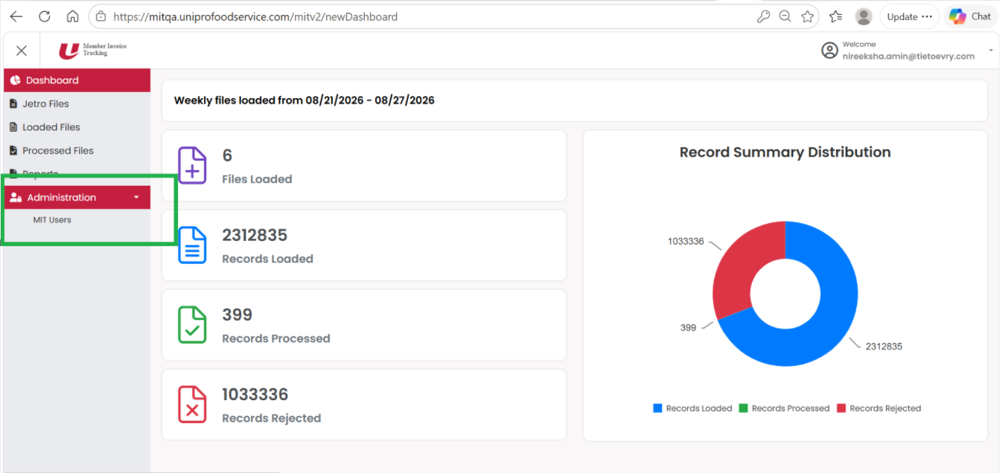 https://mitqa.uniprofoodservice.com/mitv2/newDashboard
Update
Chat
Member Invoice
Tracking
Welcome
nireeksha.amin@tietoevry.com
Dashboard
Jetro Files
Loaded Files
Processed Files
Reports
Administration
MIT Users
Weekly files loaded from 08/21/2026 - 08/27/2026
6
Files Loaded
2312835
Records Loaded
399
Records Processed
1033336
Records Rejected
Record Summary Distribution
1033336
399
2312835
Records Loaded Records Processed Records Rejected